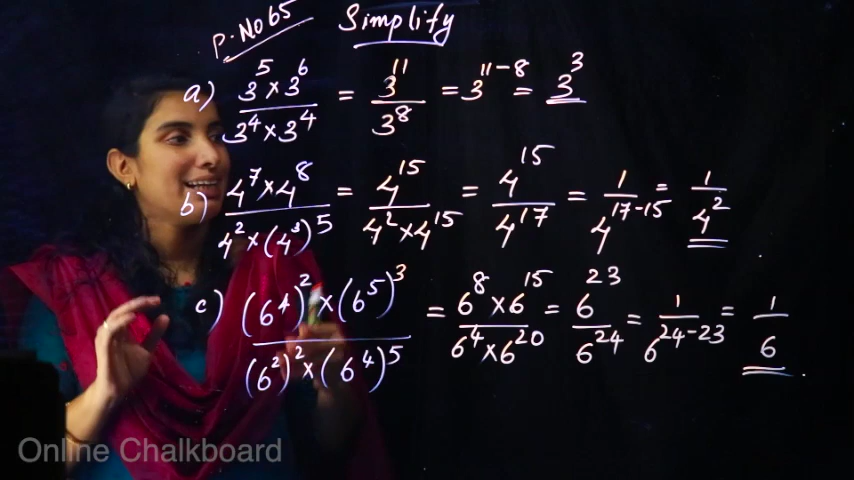 P.No 65 Simplify
a) 3^5 × 3^6 / 3^4 × 3^4 = 3^11 / 3^8 = 3^11-8 = 3^3
b) 4^7 × 4^8 / 4^2 × (4^3)^5 = 4^15 / 4^2 × 4^15 = 4^15 / 4^17 = 1 / 4^17-15 = 1 / 4^2
c) (6^4)^2 × (6^5)^3 / (6^2)^2 × (6^4)^5 = 6^8 × 6^15 / 6^4 × 6^20 = 6^23 / 6^24 = 1 / 6^24-23 = 1 / 6.
Online Chalkboard